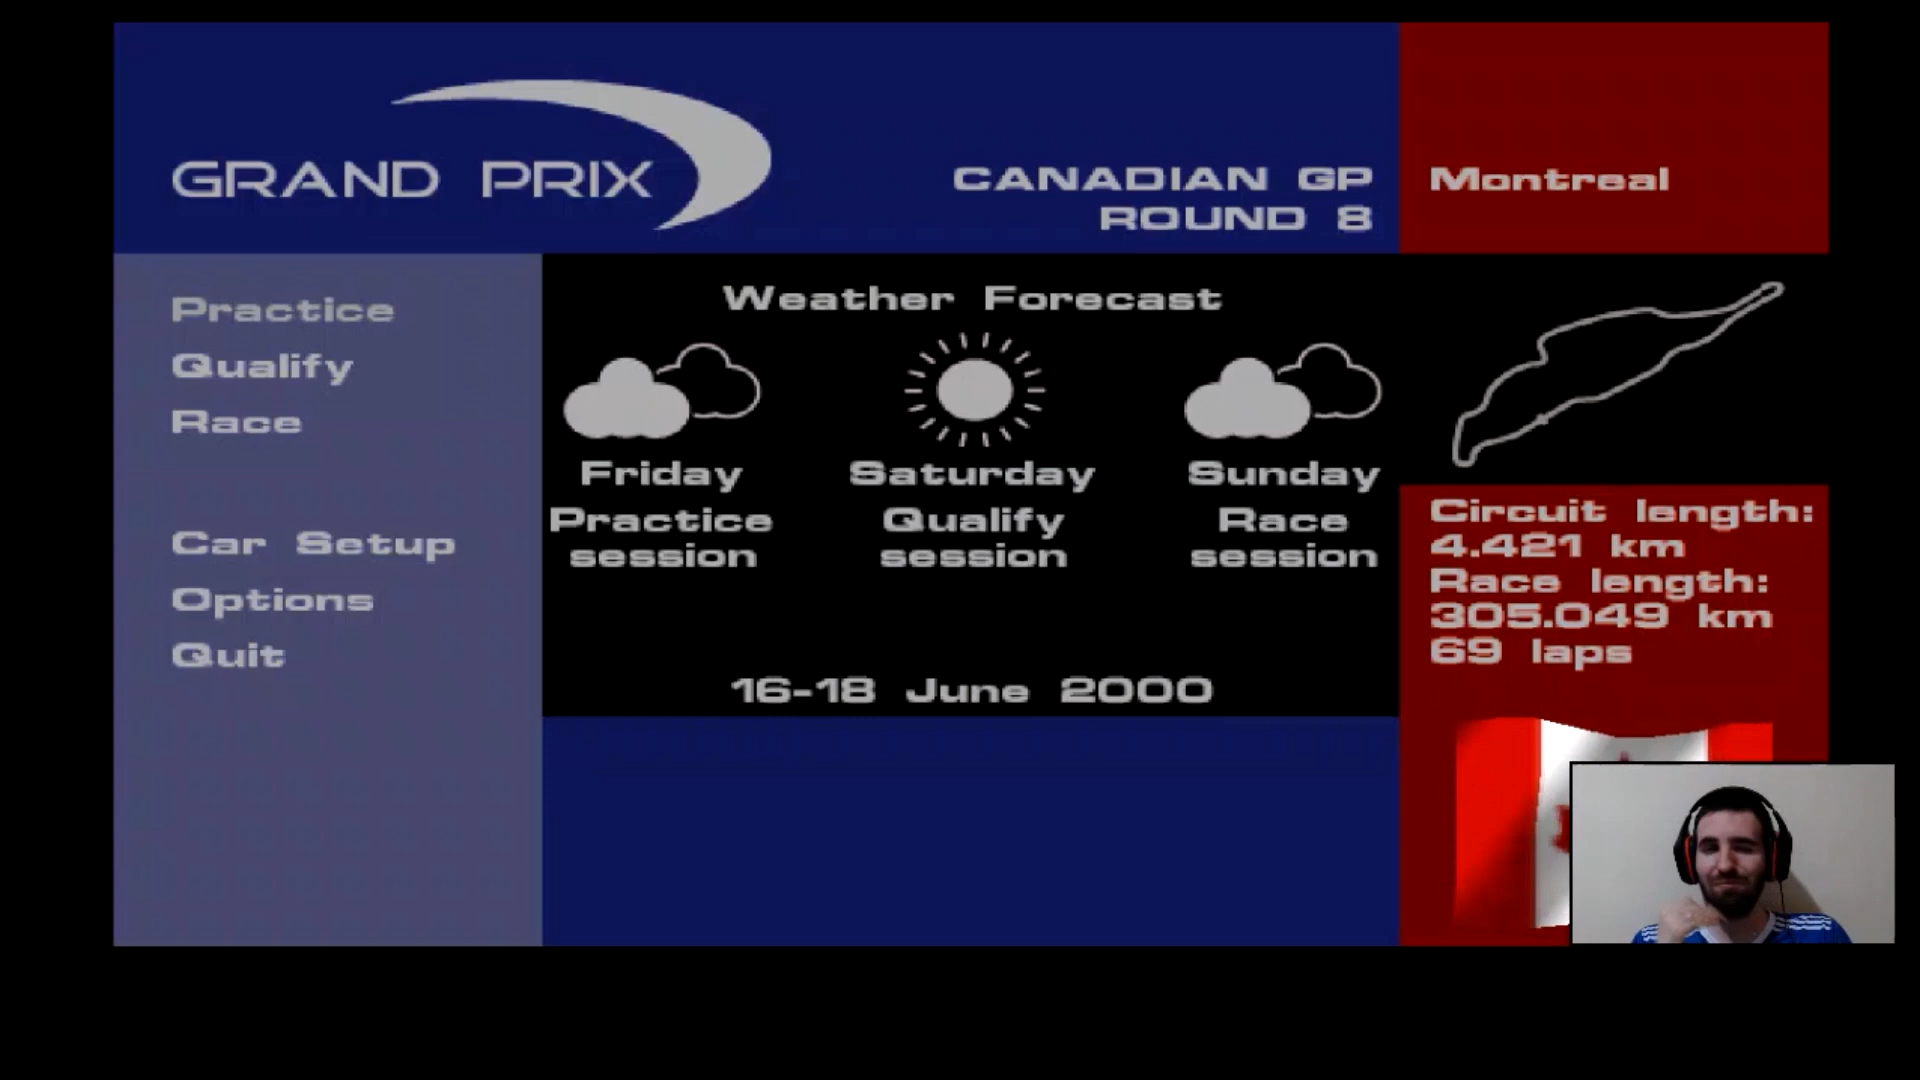 GRAND PRIX
CANADIAN GP
ROUND 8
Montreal
Practice
Qualify
Race
Car Setup
Options
Quit
Weather Forecast
Friday
Practice
session
Saturday
Qualify
session
Sunday
Race
session
16-18 June 2000
Circuit length:
4.421 km
Race length:
305.049 km
69 laps